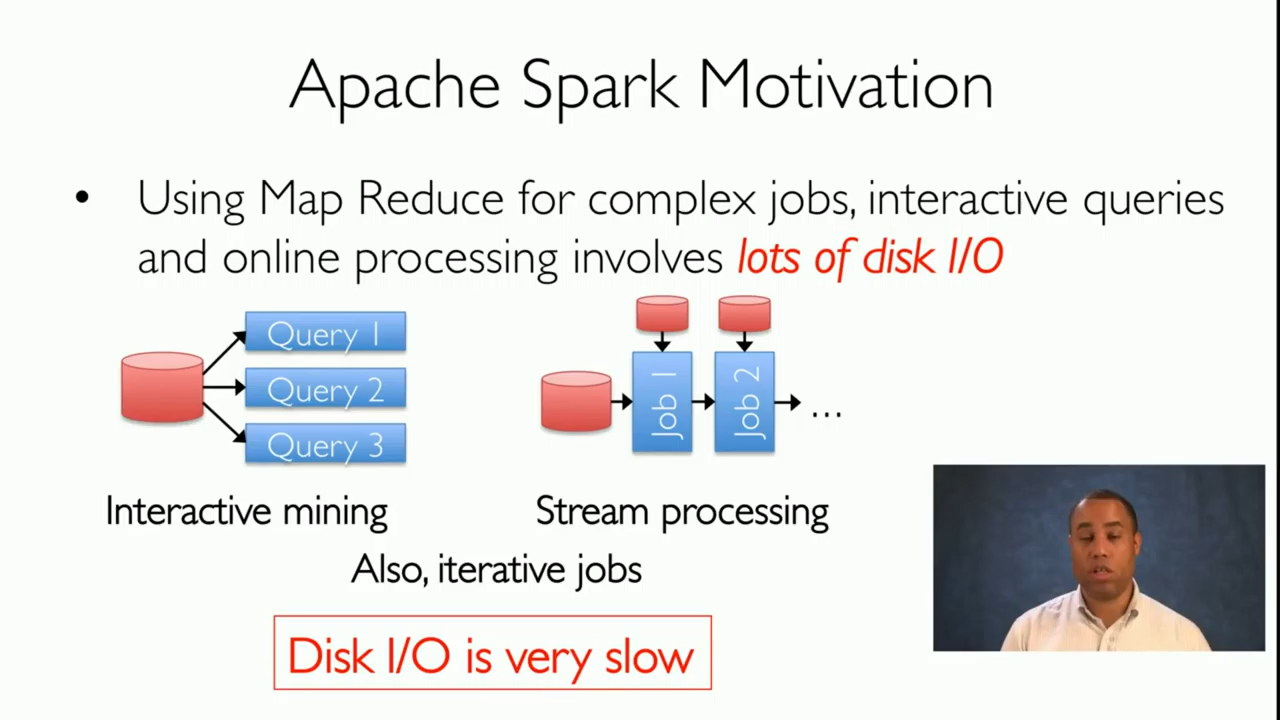 Apache Spark Motivation
• Using Map Reduce for complex jobs, interactive queries
and online processing involves lots of disk I/O
Query 1
Query 2
Query 3
Interactive mining
Job 1
Job 2
...
Stream processing
Also, iterative jobs
Disk I/O is very slow